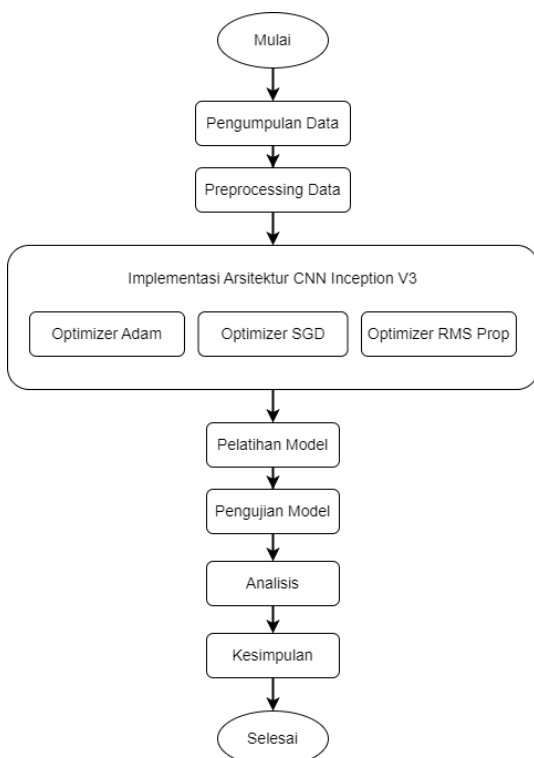 Mulai
Pengumpulan Data
Preprocessing Data
Implementasi Arsitektur CNN Inception V3
Optimizer Adam
Optimizer SGD
Optimizer RMS Prop
Pelatihan Model
Pengujian Model
Analisis
Kesimpulan
Selesai